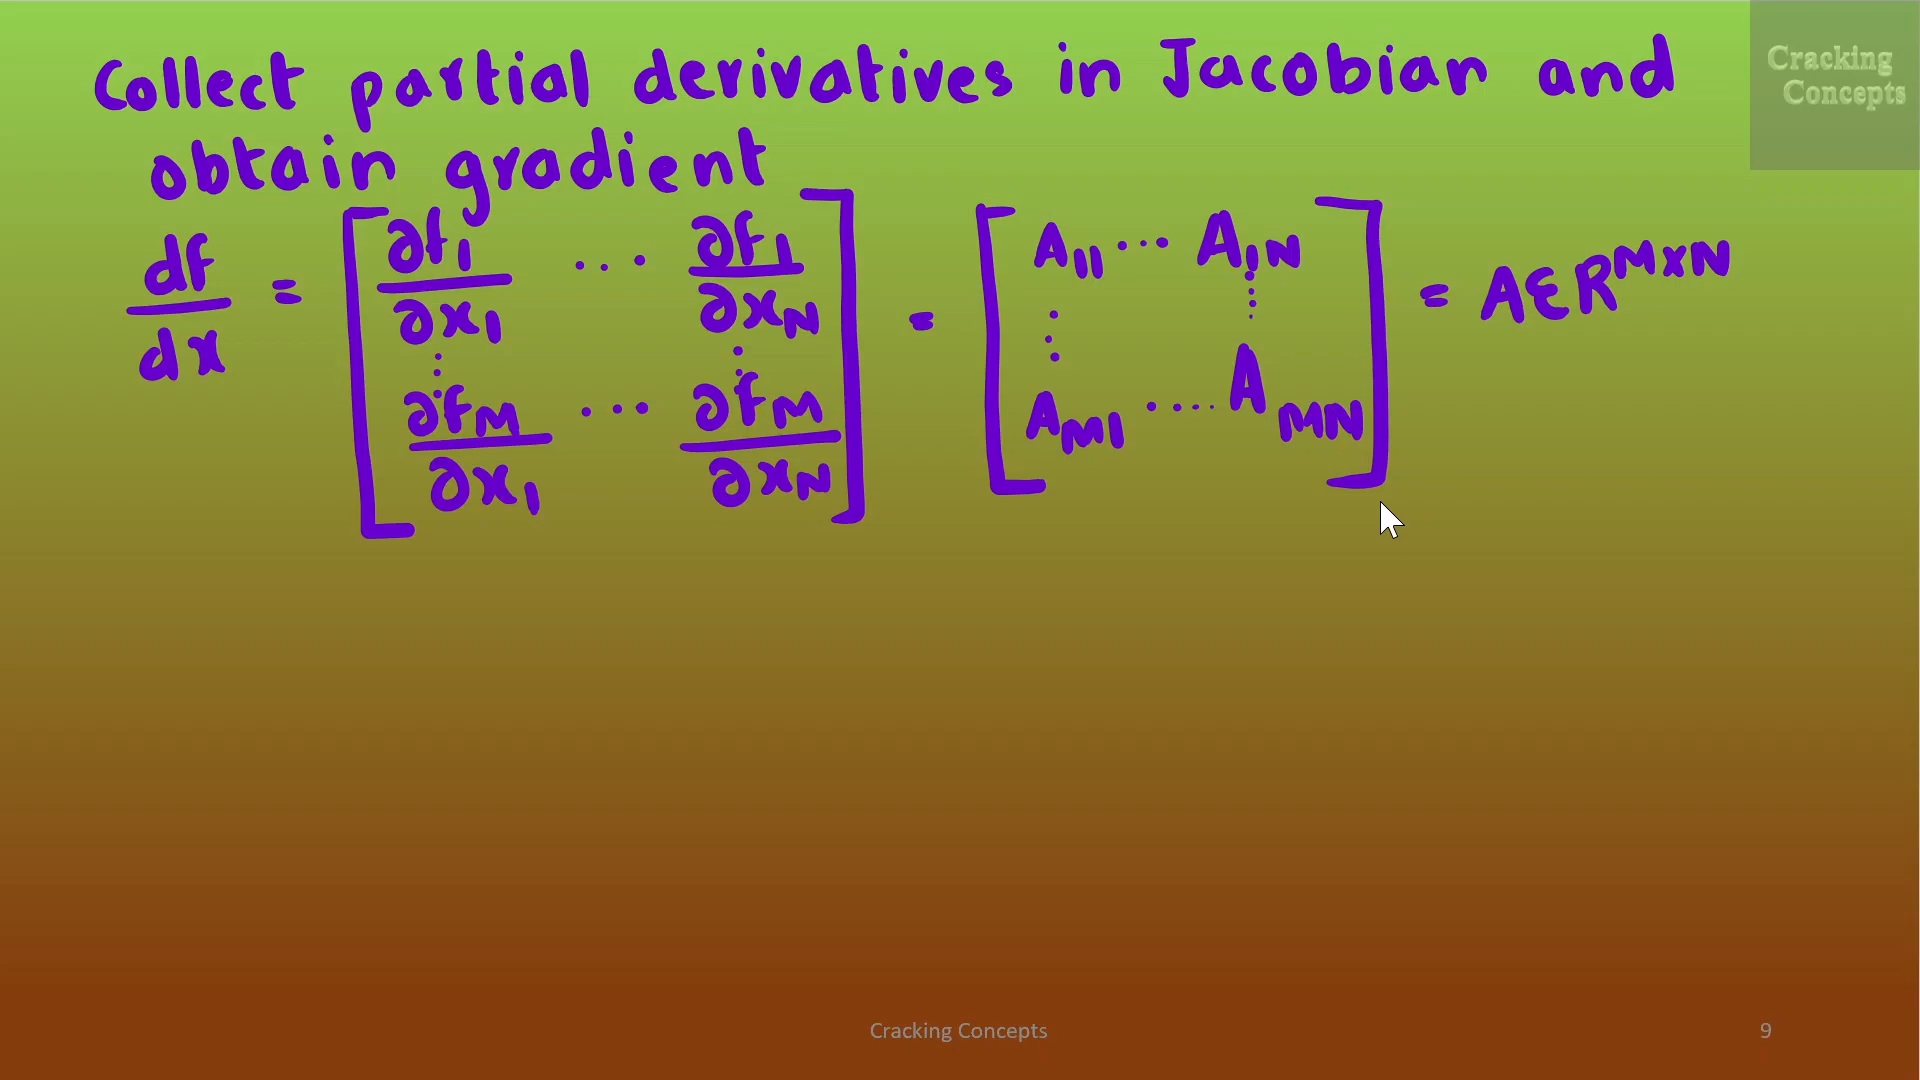 Collect partial derivatives in Jacobian and
obtain gradient
df/dx = [∂f1/∂x1 ... ∂f1/∂xN ⋮ ⋮ ∂fM/∂x1 ... ∂fM/∂xN] = [A11 ... A1N ⋮ ⋮ AM1 .... AMN] = A∈R^M×N
Cracking
Concepts
Cracking Concepts
9